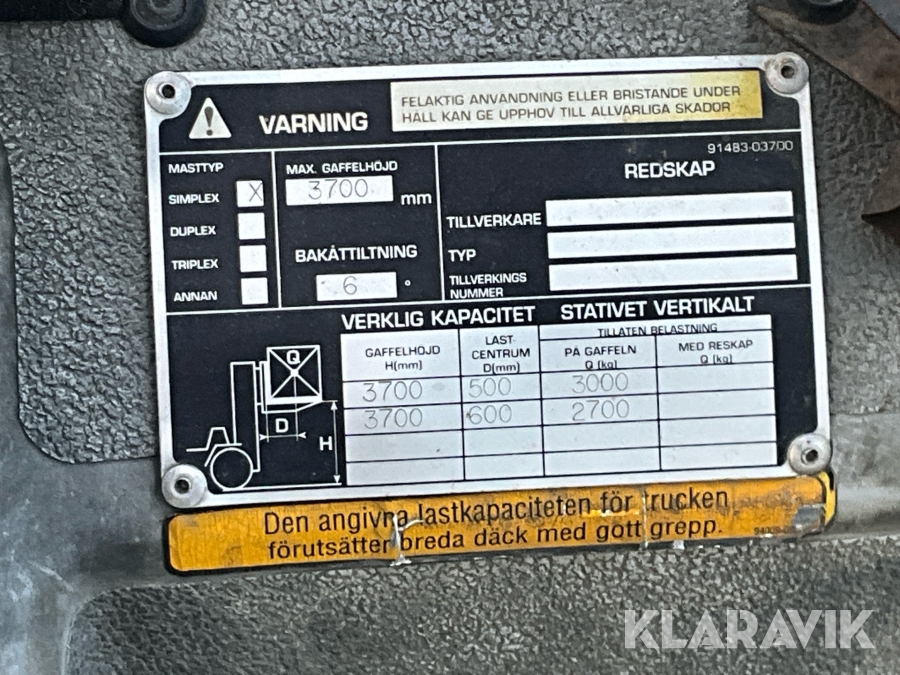 VARNING
FELAKTIG ANVÄNDNING ELLER BRISTANDE UNDER
HÅLL KAN GE UPPHOV TILL ALLVARLIGA SKADOR
91483-03700
MASTTYP
SIMPLEX X
DUPLEX
TRIPLEX
ANNAN
MAX. GAFFELHÖJD
3700 mm
BAKÅTTILTNING
6 °
REDSKAP
TILLVERKARE
TYP
TILLVERKINGS
NUMMER
VERKLIG KAPACITET STATIVET VERTIKALT
TILLATEN BELASTNING
GAFFELHÖJD
H(mm)
LAST-
CENTRUM
D(mm)
PÅ GAFFELN
Q (kg)
MED RESKAP
Q (kg)
3700 500 3000
3700 600 2700
Q
D
H
Den angivna lastkapaciteten för trucken
förutsätter breda däck med gott grepp.
KLARAVIK